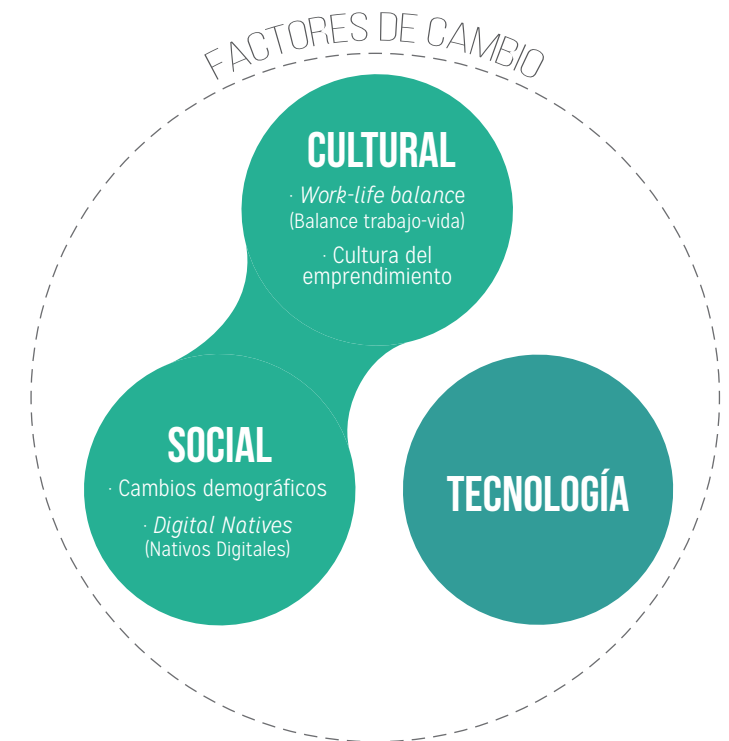 FACTORES DE CAMBIO
CULTURAL
· Work-life balance
(Balance trabajo-vida)
· Cultura del
emprendimiento
SOCIAL
· Cambios demográficos
· Digital Natives
(Nativos Digitales)
TECNOLOGÍA